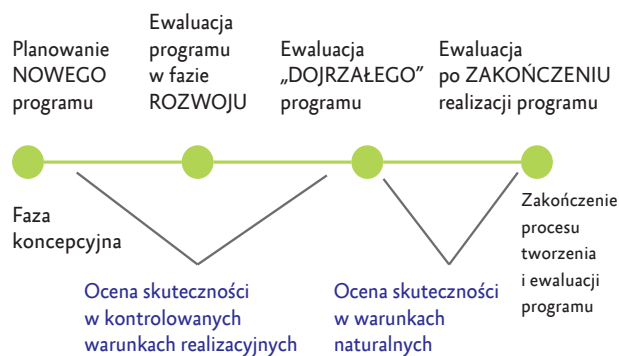 Planowanie
NOWEGO
programu
Ewaluacja
programu
w fazie
ROZWOJU
Ewaluacja
„DOJRZAŁEGO”
programu
Ewaluacja
po ZAKOŃCZENIU
realizacji programu
Faza
koncepcyjna
Ocena skuteczności
w kontrolowanych
warunkach realizacyjnych
Ocena skuteczności
w warunkach
naturalnych
Zakończenie
procesu
tworzenia
i ewaluacji
programu